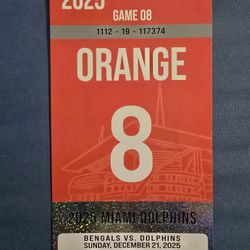 2025
GAME 08
1112 - 19 - 117374
ORANGE
8
2025 MIAMI DOLPHINS
BENGALS VS. DOLPHINS
SUNDAY, DECEMBER 21, 2025